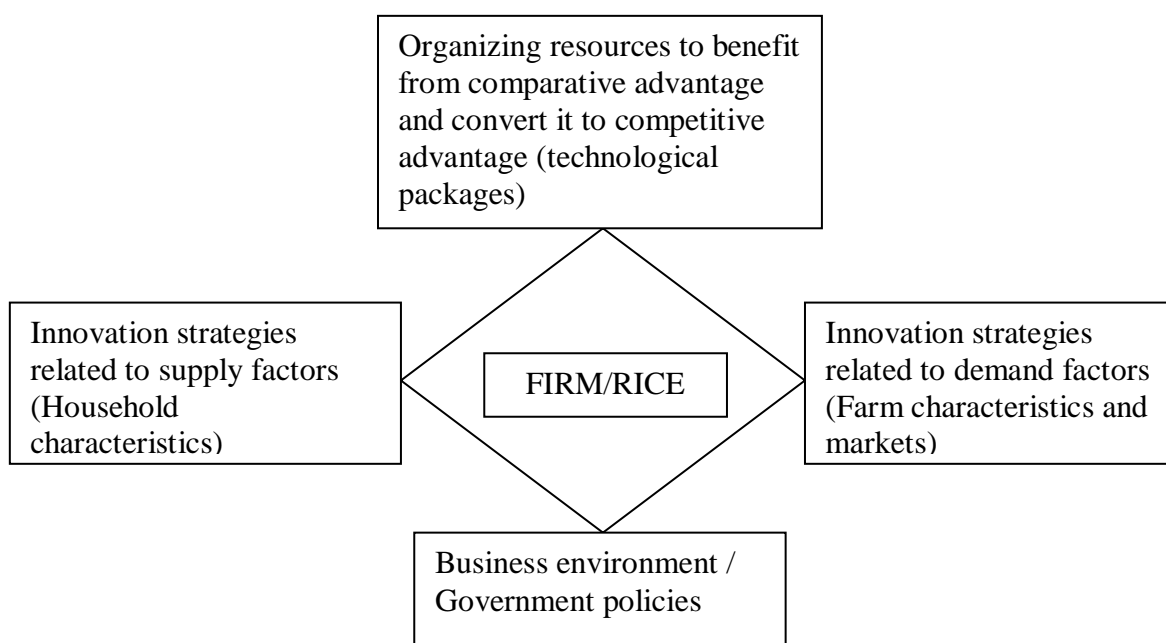 Organizing resources to benefit
from comparative advantage
and convert it to competitive
advantage (technological
packages)
Innovation strategies
related to supply factors
(Household
characteristics)
FIRM/RICE
Innovation strategies
related to demand factors
(Farm characteristics and
markets)
Business environment /
Government policies